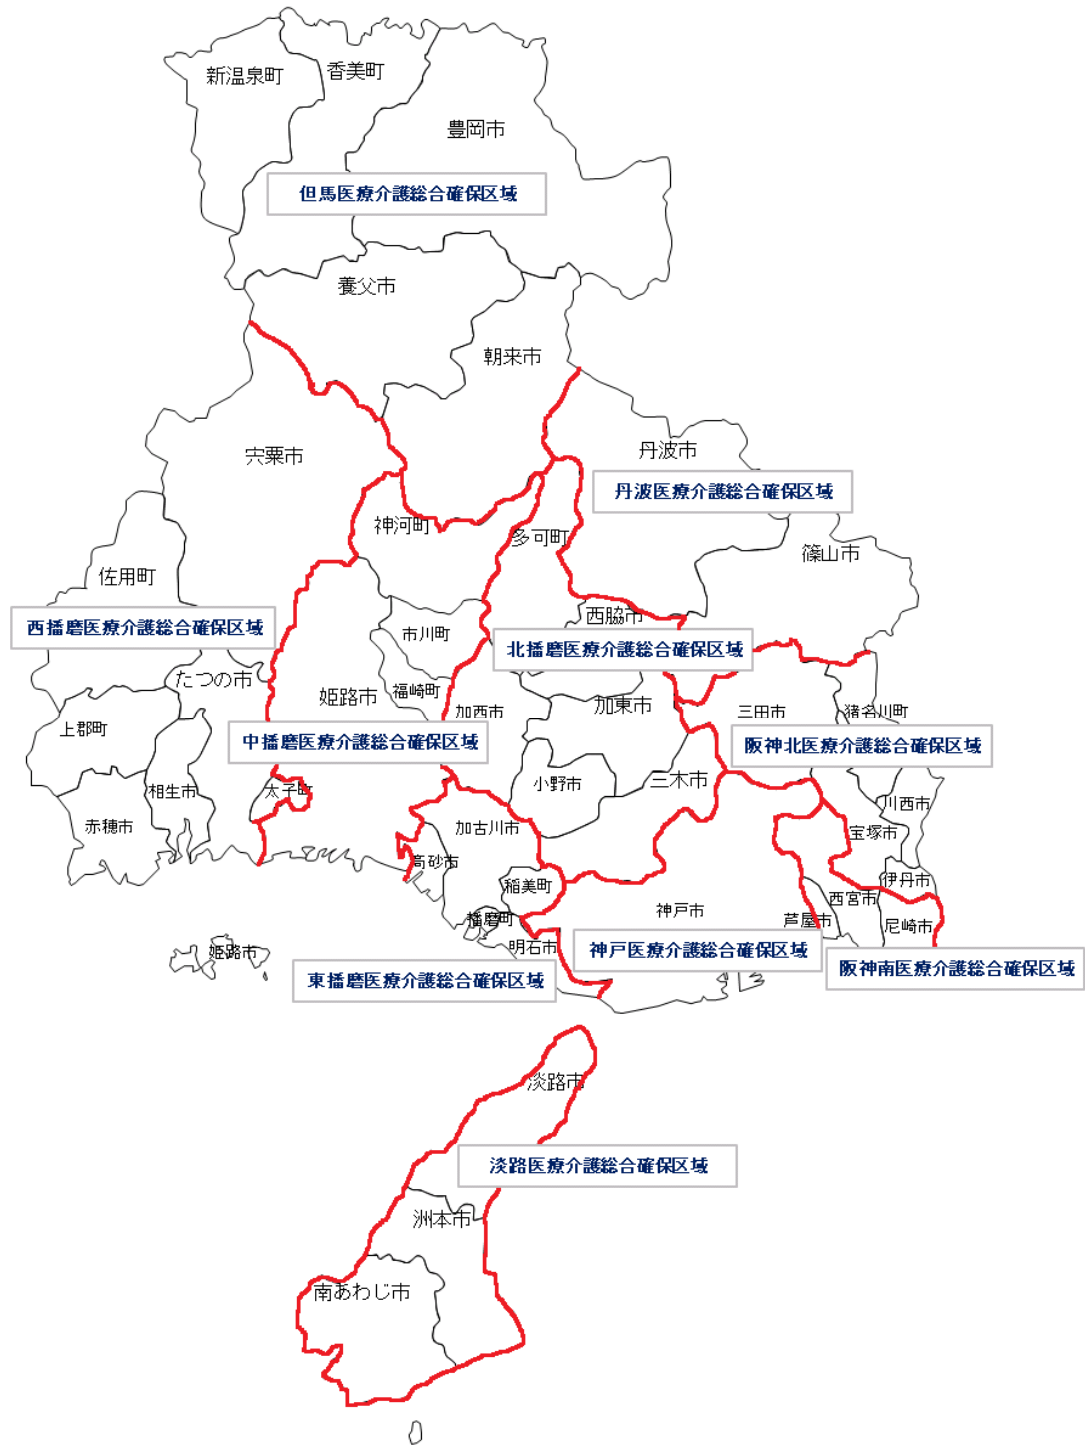 新温泉町
香美町
豊岡市
但馬医療介護総合確保区域
養父市
朝来市
宍粟市
丹波市
丹波医療介護総合確保区域
神河町
多可町
篠山市
佐用町
西脇市
西播磨医療介護総合確保区域
市川町
北播磨医療介護総合確保区域
たつの市
姫路市
福崎町
加西市
加東市
三田市
猪名川町
上郡町
中播磨医療介護総合確保区域
阪神北医療介護総合確保区域
相生市
太子町
小野市
三木市
川西市
赤穂市
加古川市
宝塚市
高砂市
伊丹市
稲美町
西宮市
神戸市
播磨町
芦屋市
尼崎市
明石市
姫路市
神戸医療介護総合確保区域
阪神南医療介護総合確保区域
東播磨医療介護総合確保区域
淡路市
淡路医療介護総合確保区域
洲本市
南あわじ市